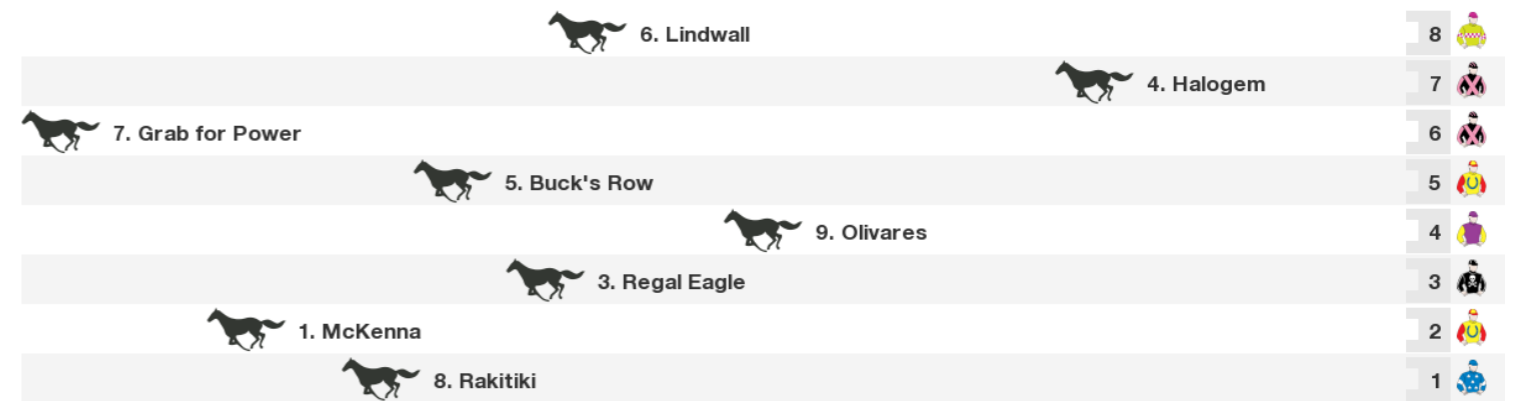 6. Lindwall 8
4. Halogem 7
7. Grab for Power 6
5. Buck's Row 5
9. Olivares 4
3. Regal Eagle 3
1. McKenna 2
8. Rakitiki 1